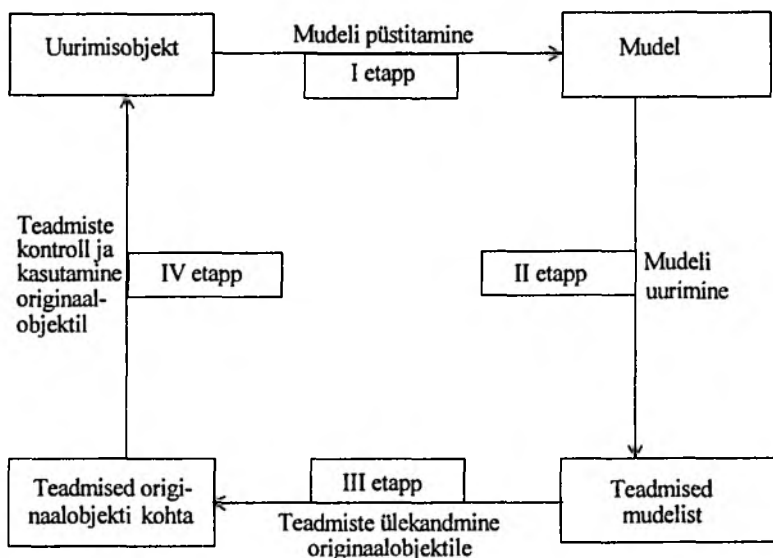 Uurimisobjekt
Mudeli püstitamine
I etapp
Mudel
Teadmiste
kontroll ja
kasutamine
originaal-
objektil
IV etapp
II etapp
Mudeli
uurimine
Teadmised origi-
naalobjekti kohta
III etapp
Teadmiste ülekandmine
originaalobjektile
Teadmised
mudelist